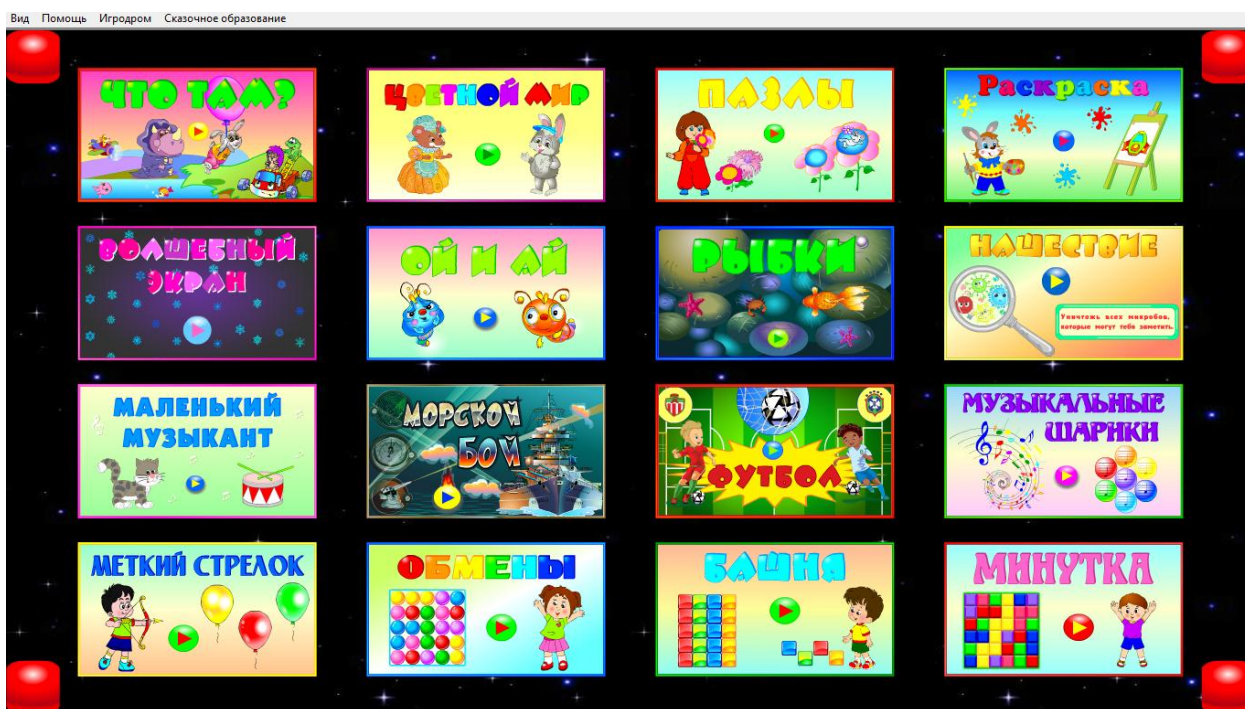 Вид Помощь Игродром Сказочное образование
ЧТО ТАМ?
ЦВЕТНОЙ МИР
ПАЗЛЫ
Раскраска
ВОЛШЕБНЫЙ
ЭКРАН
ОЙ И АЙ
РЫБКИ
НАШЕСТВИЕ
Уничтожь всех микробов,
которые могут тебя заметить.
МАЛЕНЬКИЙ
МУЗЫКАНТ
МОРСКОЙ
БОЙ
ФУТБОЛ
МУЗЫКАЛЬНЫЕ
ШАРИКИ
МЕТКИЙ СТРЕЛОК
ОБМЕНЫ
БАШНЯ
МИНУТКА